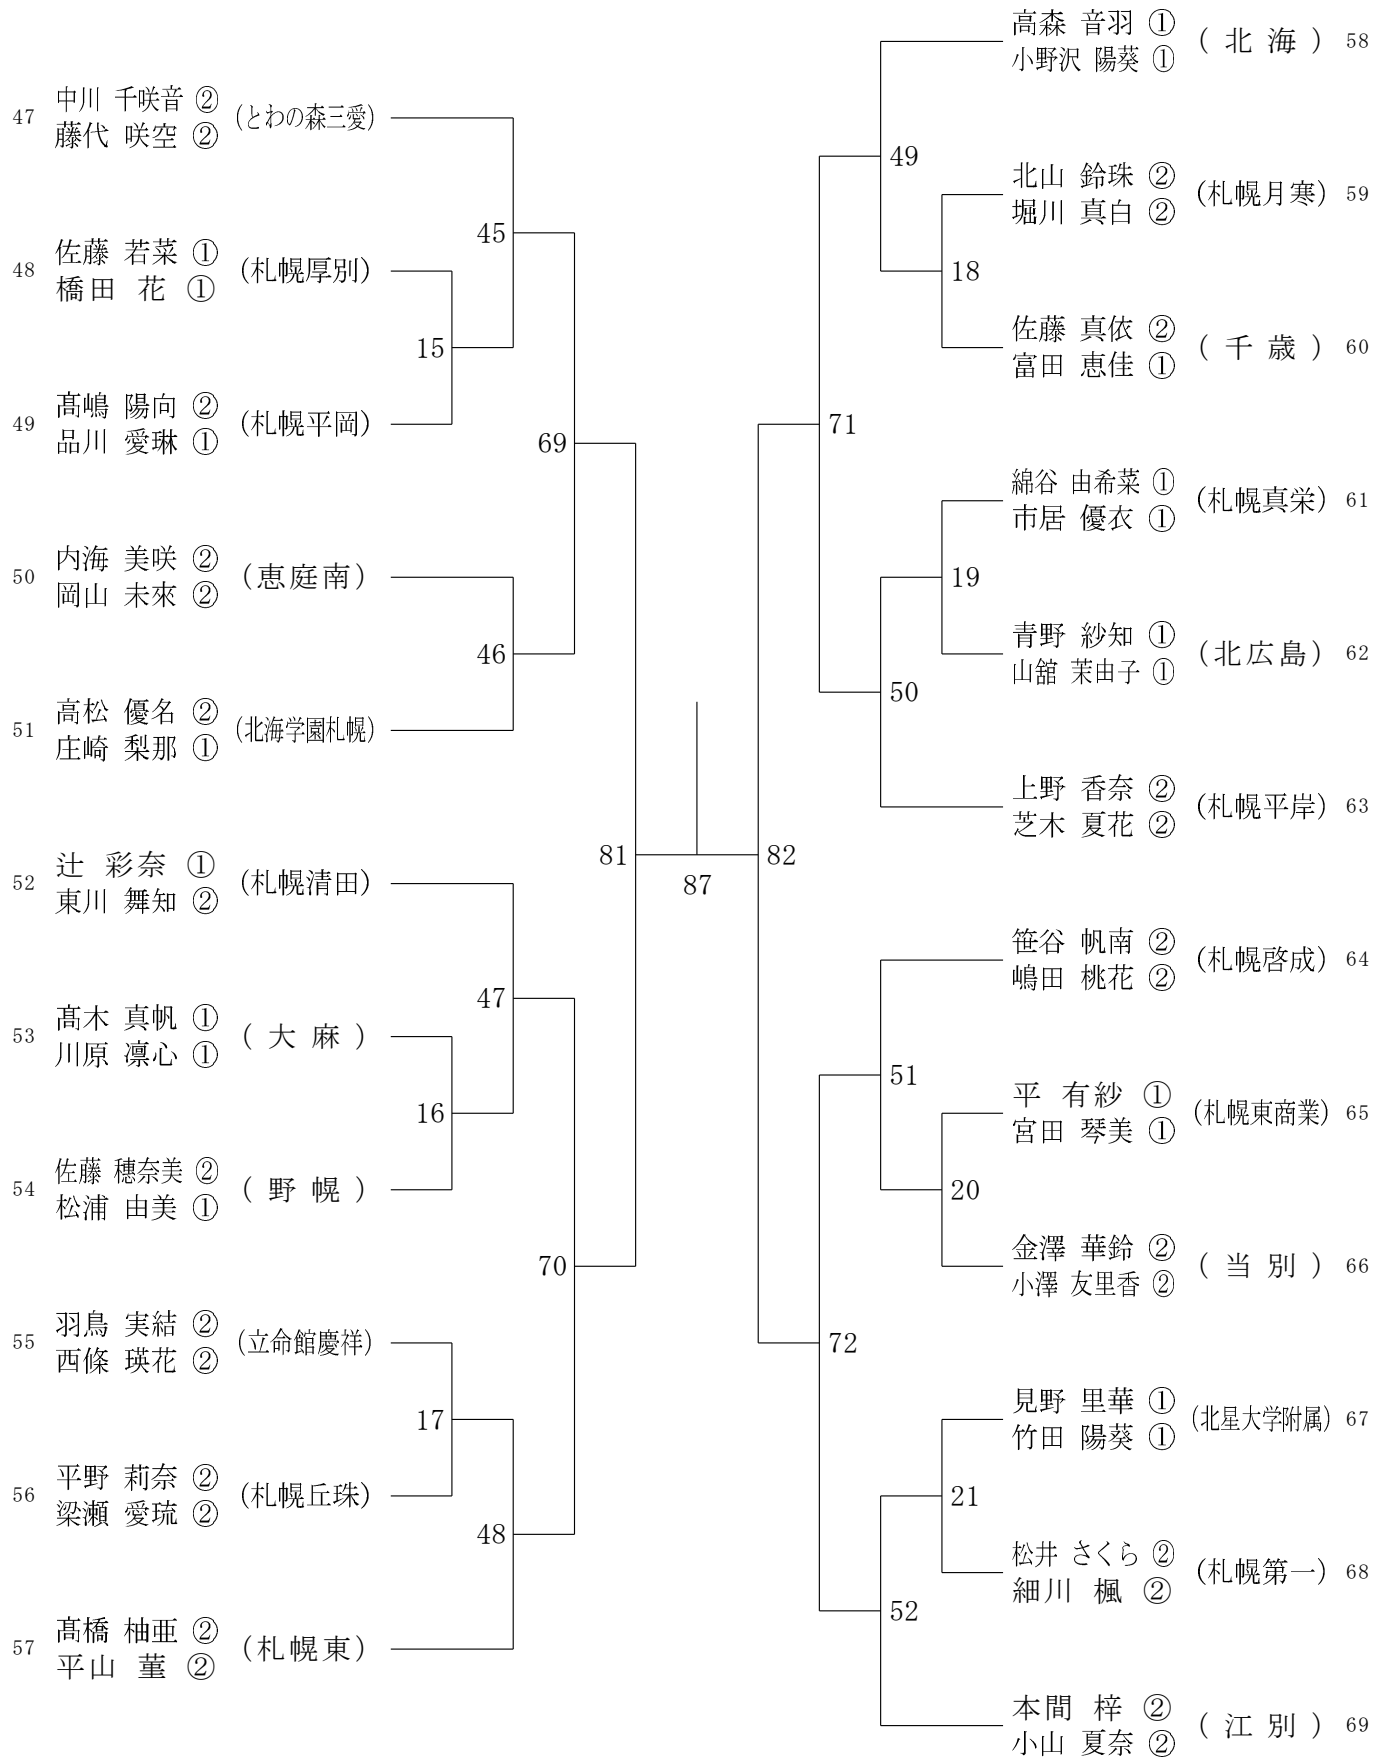 47 中川 千咲音 ② (とわの森三愛)
藤代 咲空 ②
45
48 佐藤 若菜 ① (札幌厚別)
橋田 花 ①
15
49 髙嶋 陽向 ② (札幌平岡)
品川 愛琳 ①
69
50 内海 美咲 ② (恵庭南)
岡山 未來 ②
46
51 高松 優名 ② (北海学園札幌)
庄崎 梨那 ①
81
52 辻 彩奈 ① (札幌清田)
東川 舞知 ②
47
53 髙木 真帆 ① (大麻)
川原 凛心 ①
16
54 佐藤 穗奈美 ② (野幌)
松浦 由美 ①
70
55 羽鳥 実結 ② (立命館慶祥)
西條 瑛花 ②
17
56 平野 莉奈 ② (札幌丘珠)
梁瀬 愛琉 ②
48
57 髙橋 柚亜 ② (札幌東)
平山 菫 ②
87
高森 音羽 ① (北海) 58
小野沢 陽葵 ①
49
北山 鈴珠 ② (札幌月寒) 59
堀川 真白 ②
18
佐藤 真依 ② (千歳) 60
富田 恵佳 ①
71
綿谷 由希菜 ① (札幌真栄) 61
市居 優衣 ①
19
青野 紗知 ① (北広島) 62
山舘 茉由子 ①
50
上野 香奈 ② (札幌平岸) 63
芝木 夏花 ②
82
笹谷 帆南 ② (札幌啓成) 64
嶋田 桃花 ②
51
平 有紗 ① (札幌東商業) 65
宮田 琴美 ①
20
金澤 華鈴 ② (当別) 66
小澤 友里香 ②
72
見野 里華 ① (北星大学附属) 67
竹田 陽葵 ①
21
松井 さくら ② (札幌第一) 68
細川 楓 ②
52
本間 梓 ② (江別) 69
小山 夏奈 ②